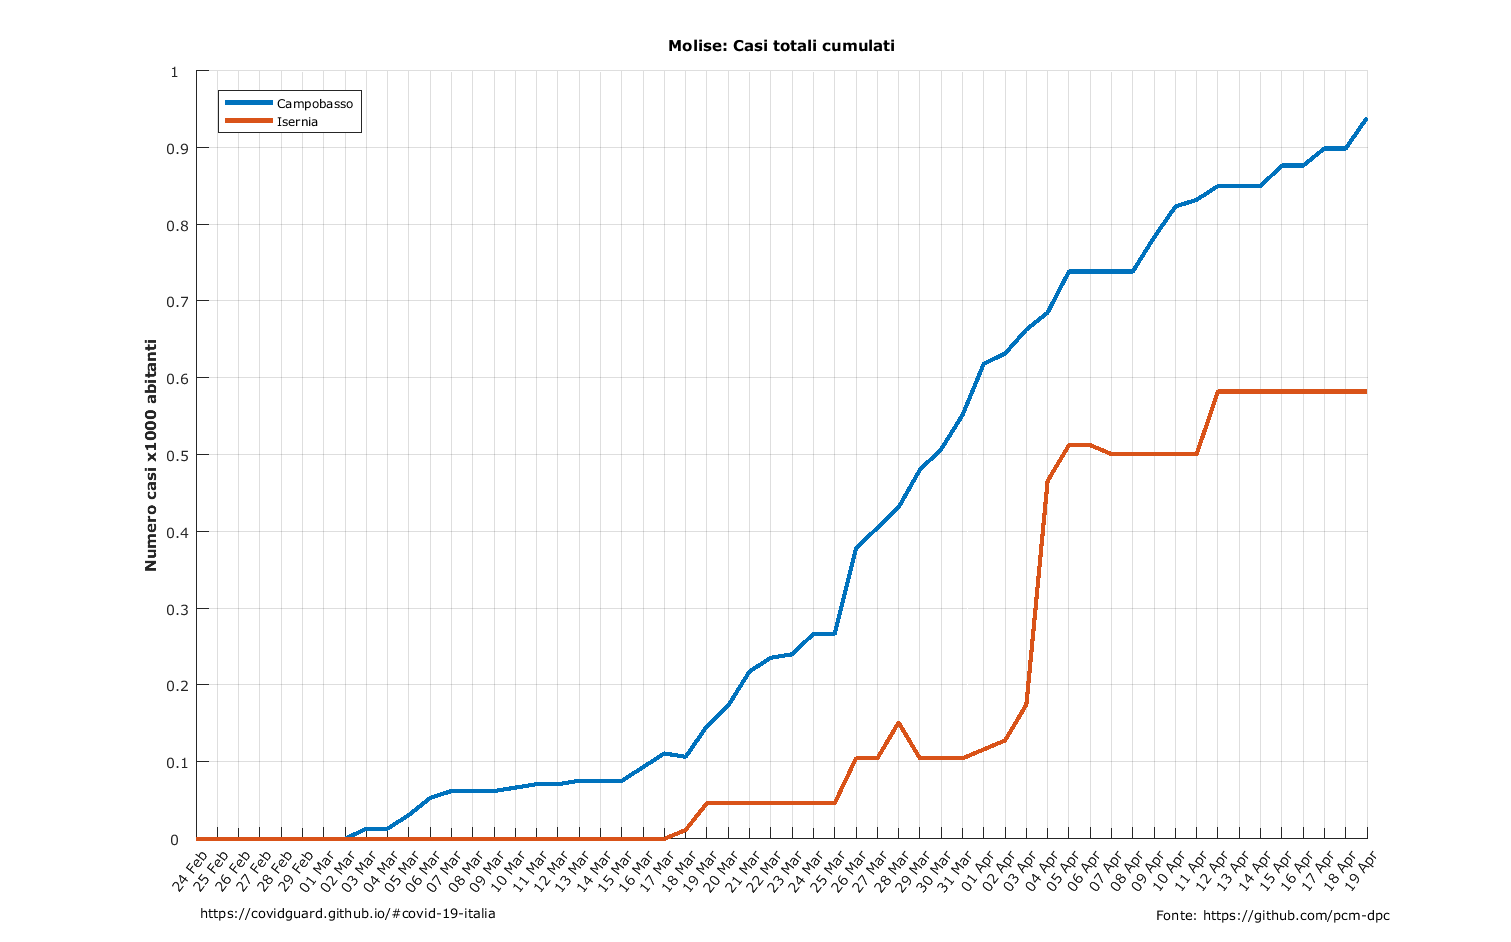 Molise: Casi totali cumulati
1
Campobasso
Isernia
0.9
0.8
0.7
0.6
0.5
0.4
0.3
0.2
0.1
0
Numero casi x1000 abitanti
24 Feb
25 Feb
26 Feb
27 Feb
28 Feb
29 Feb
01 Mar
02 Mar
03 Mar
04 Mar
05 Mar
06 Mar
07 Mar
08 Mar
09 Mar
10 Mar
11 Mar
12 Mar
13 Mar
14 Mar
15 Mar
16 Mar
17 Mar
18 Mar
19 Mar
20 Mar
21 Mar
22 Mar
23 Mar
24 Mar
25 Mar
26 Mar
27 Mar
28 Mar
29 Mar
30 Mar
31 Mar
01 Apr
02 Apr
03 Apr
04 Apr
05 Apr
06 Apr
07 Apr
08 Apr
09 Apr
10 Apr
11 Apr
12 Apr
13 Apr
14 Apr
15 Apr
16 Apr
17 Apr
18 Apr
19 Apr
https://covidguard.github.io/#covid-19-italia
Fonte: https://github.com/pcm-dpc